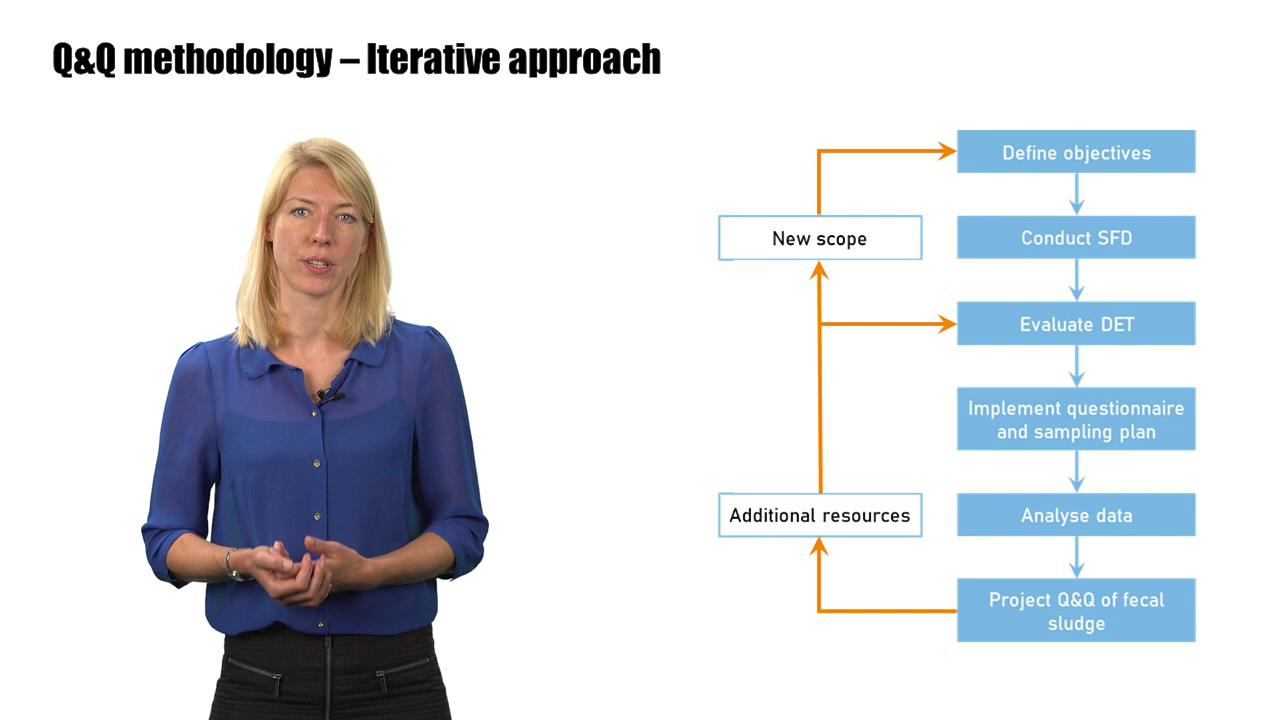 Q&Q methodology – Iterative approach
Define objectives
New scope
Conduct SFD
Evaluate DET
Implement questionnaire
and sampling plan
Additional resources
Analyse data
Project Q&Q of fecal
sludge